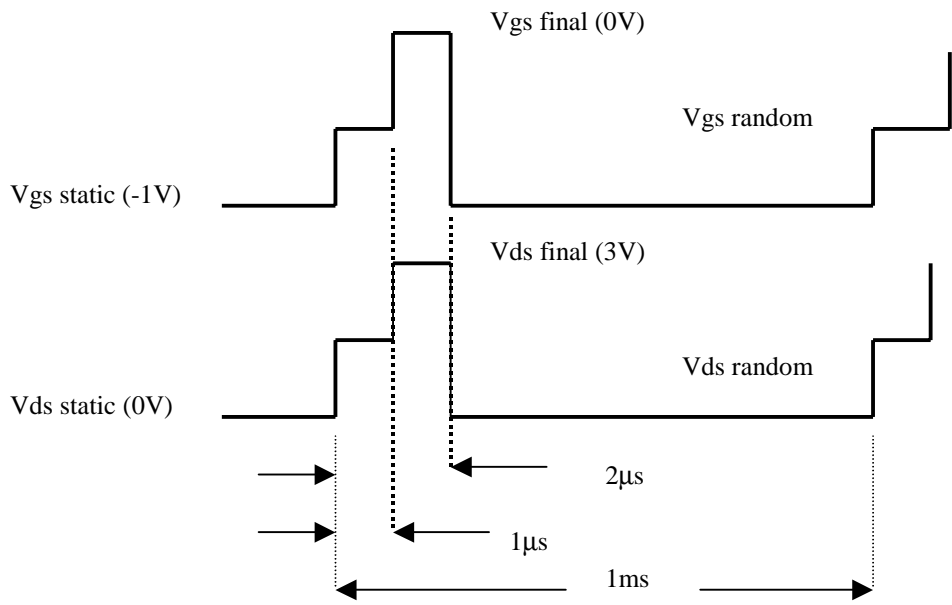 Vgs final (0V)
Vgs random
Vgs static (-1V)
Vds final (3V)
Vds random
Vds static (0V)
2μs
1μs
1ms